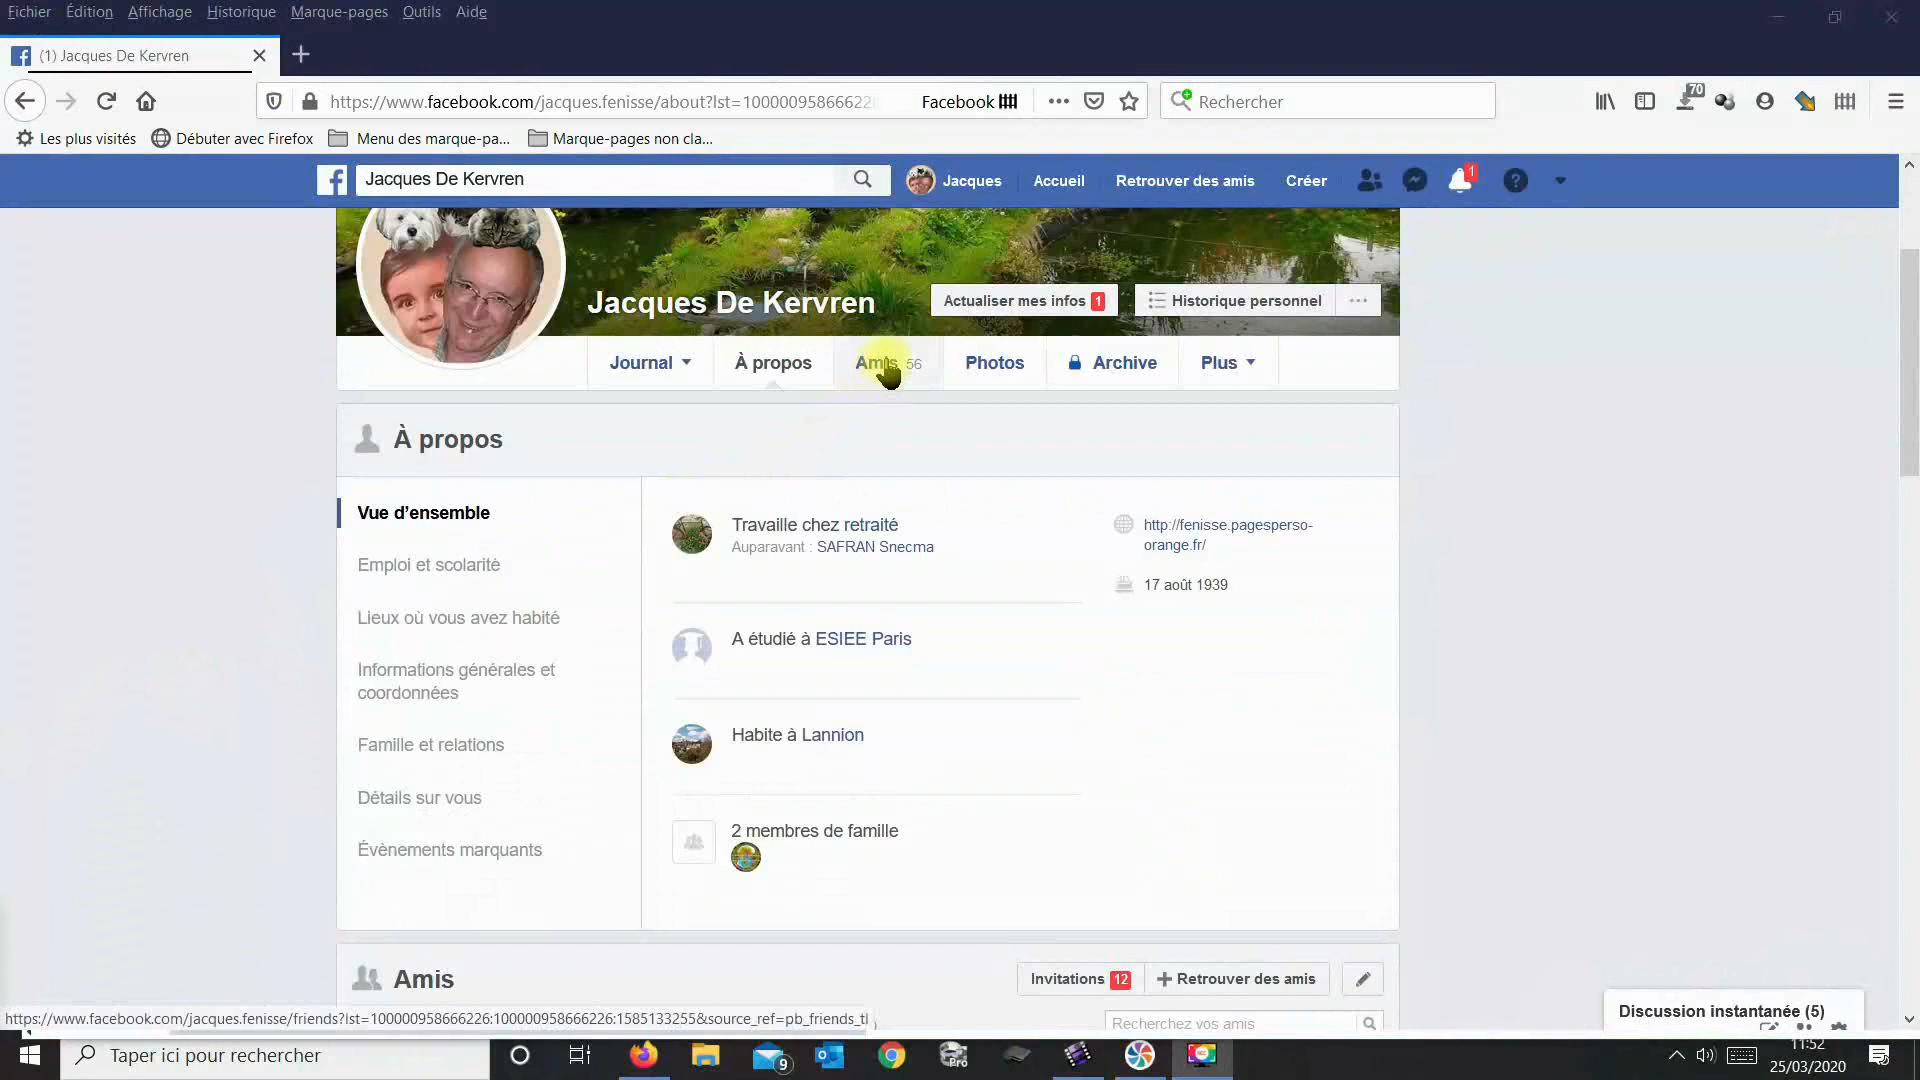 Fichier Édition Affichage Historique Marque-pages Outils Aide
(1) Jacques De Kervren
https://www.facebook.com/jacques.fenisse/about?lst=10000095866622 Facebook Rechercher 70
Les plus visités Débuter avec Firefox Menu des marque-pa... Marque-pages non cla...
Jacques De Kervren Jacques Accueil Retrouver des amis Créer 1
Jacques De Kervren Actualiser mes infos 1 Historique personnel
Journal À propos Amis 56 Photos Archive Plus
À propos
Vue d’ensemble
Emploi et scolarité
Lieux où vous avez habité
Informations générales et
coordonnées
Famille et relations
Détails sur vous
Évènements marquants
Travaille chez retraité
Auparavant : SAFRAN Snecma
A étudié à ESIEE Paris
Habite à Lannion
2 membres de famille
http://fenisse.pagesperso-
orange.fr/
17 août 1939
Amis Invitations 12 Retrouver des amis
Recherchez vos amis
Discussion instantanée (5)
https://www.facebook.com/jacques.fenisse/friends?lst=100000958666226:100000958666226:1585133255&source_ref=pb_friends_tl
Taper ici pour rechercher 9 Pro
11:52
25/03/2020